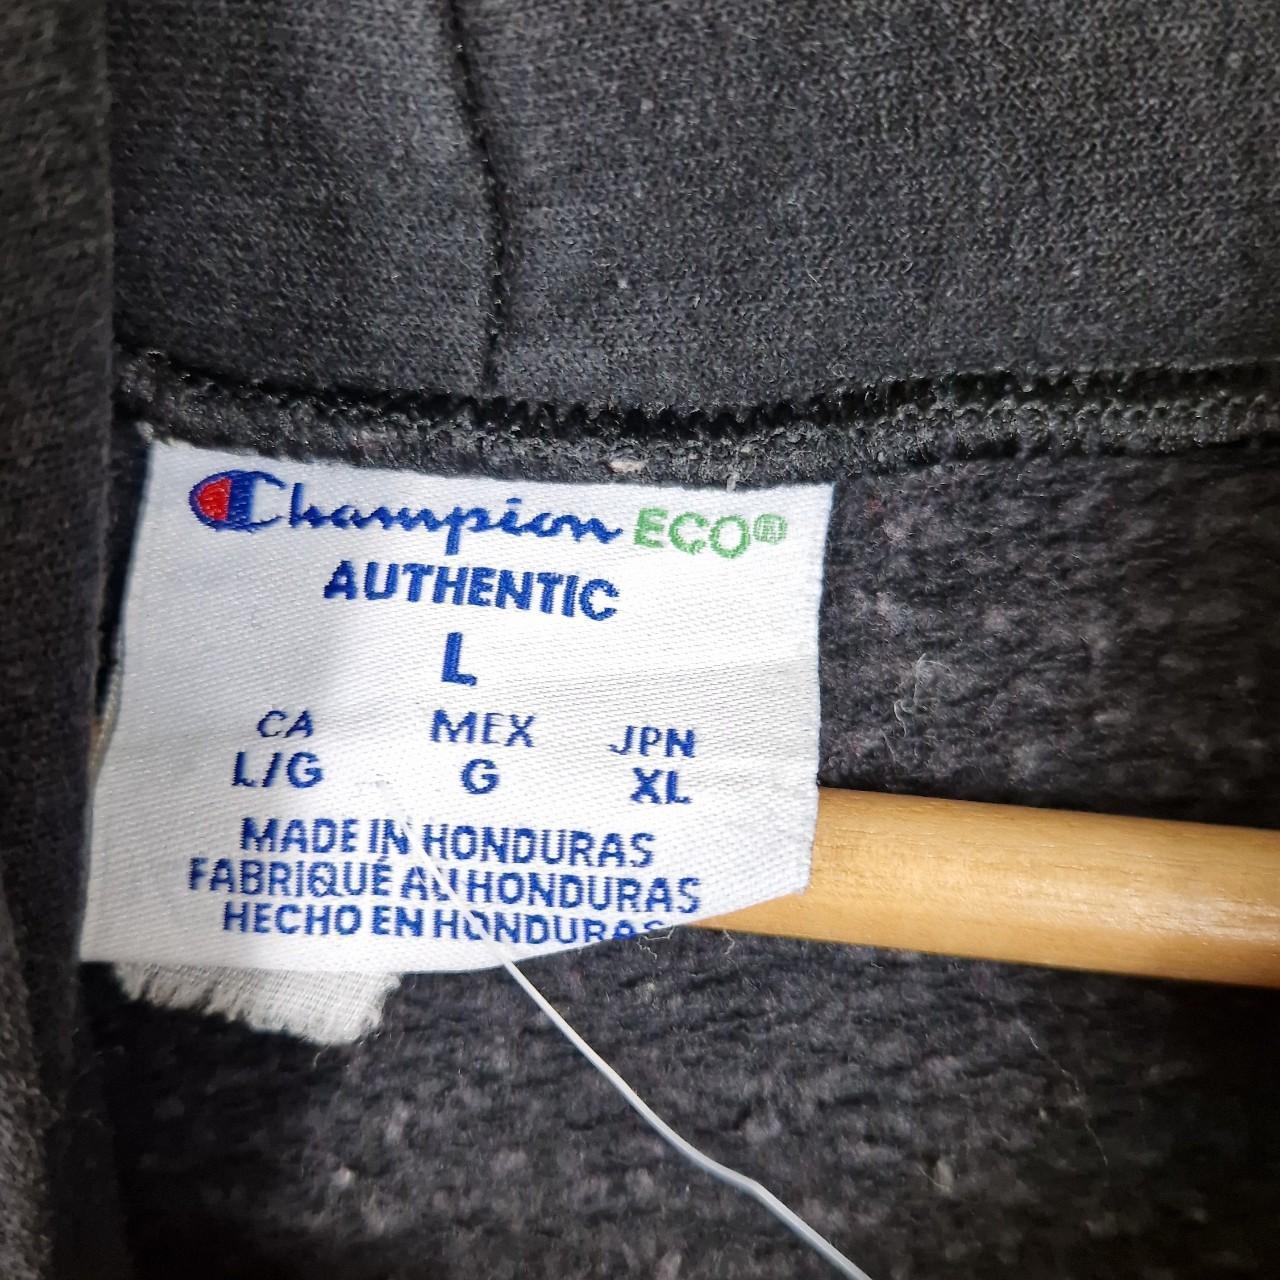 Champion ECO®
AUTHENTIC
L
CA MEX JPN
L/G G XL
MADE IN HONDURAS
FABRIQUÉ AU HONDURAS
HECHO EN HONDURAS